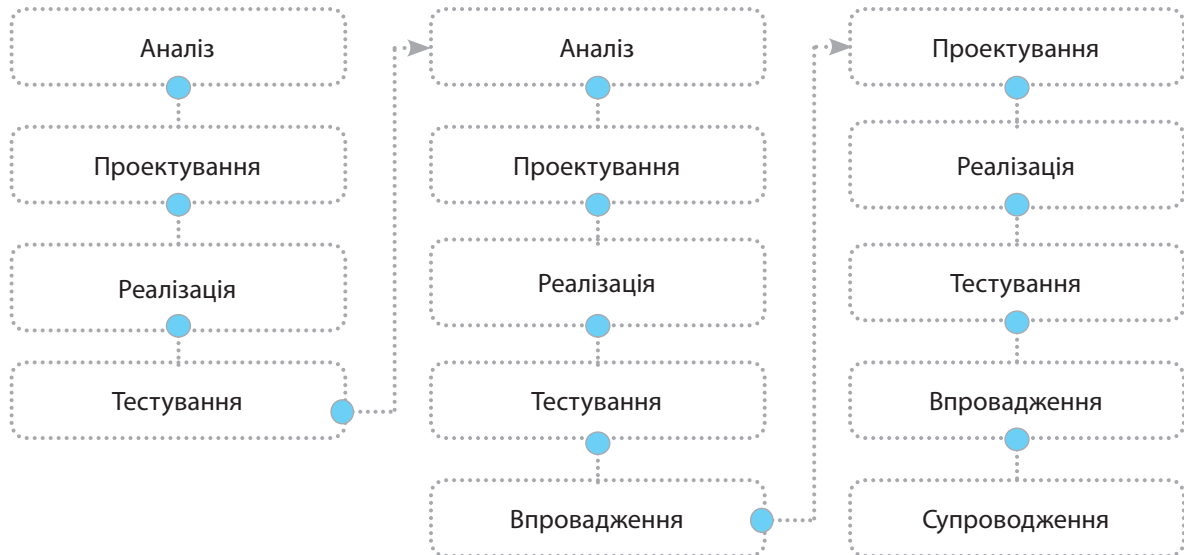 Аналіз
Проектування
Реалізація
Тестування
Аналіз
Проектування
Реалізація
Тестування
Впровадження
Проектування
Реалізація
Тестування
Впровадження
Супроводження